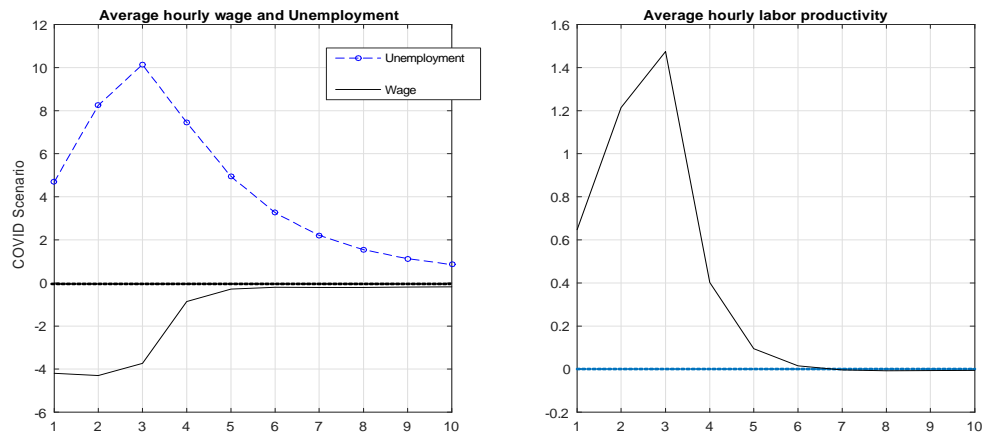 Average hourly wage and Unemployment
12
10
8
6
4
2
0
-2
-4
-6
COVID Scenario
Unemployment
Wage
1 2 3 4 5 6 7 8 9 10
Average hourly labor productivity
1.6
1.4
1.2
1
0.8
0.6
0.4
0.2
0
-0.2
1 2 3 4 5 6 7 8 9 10